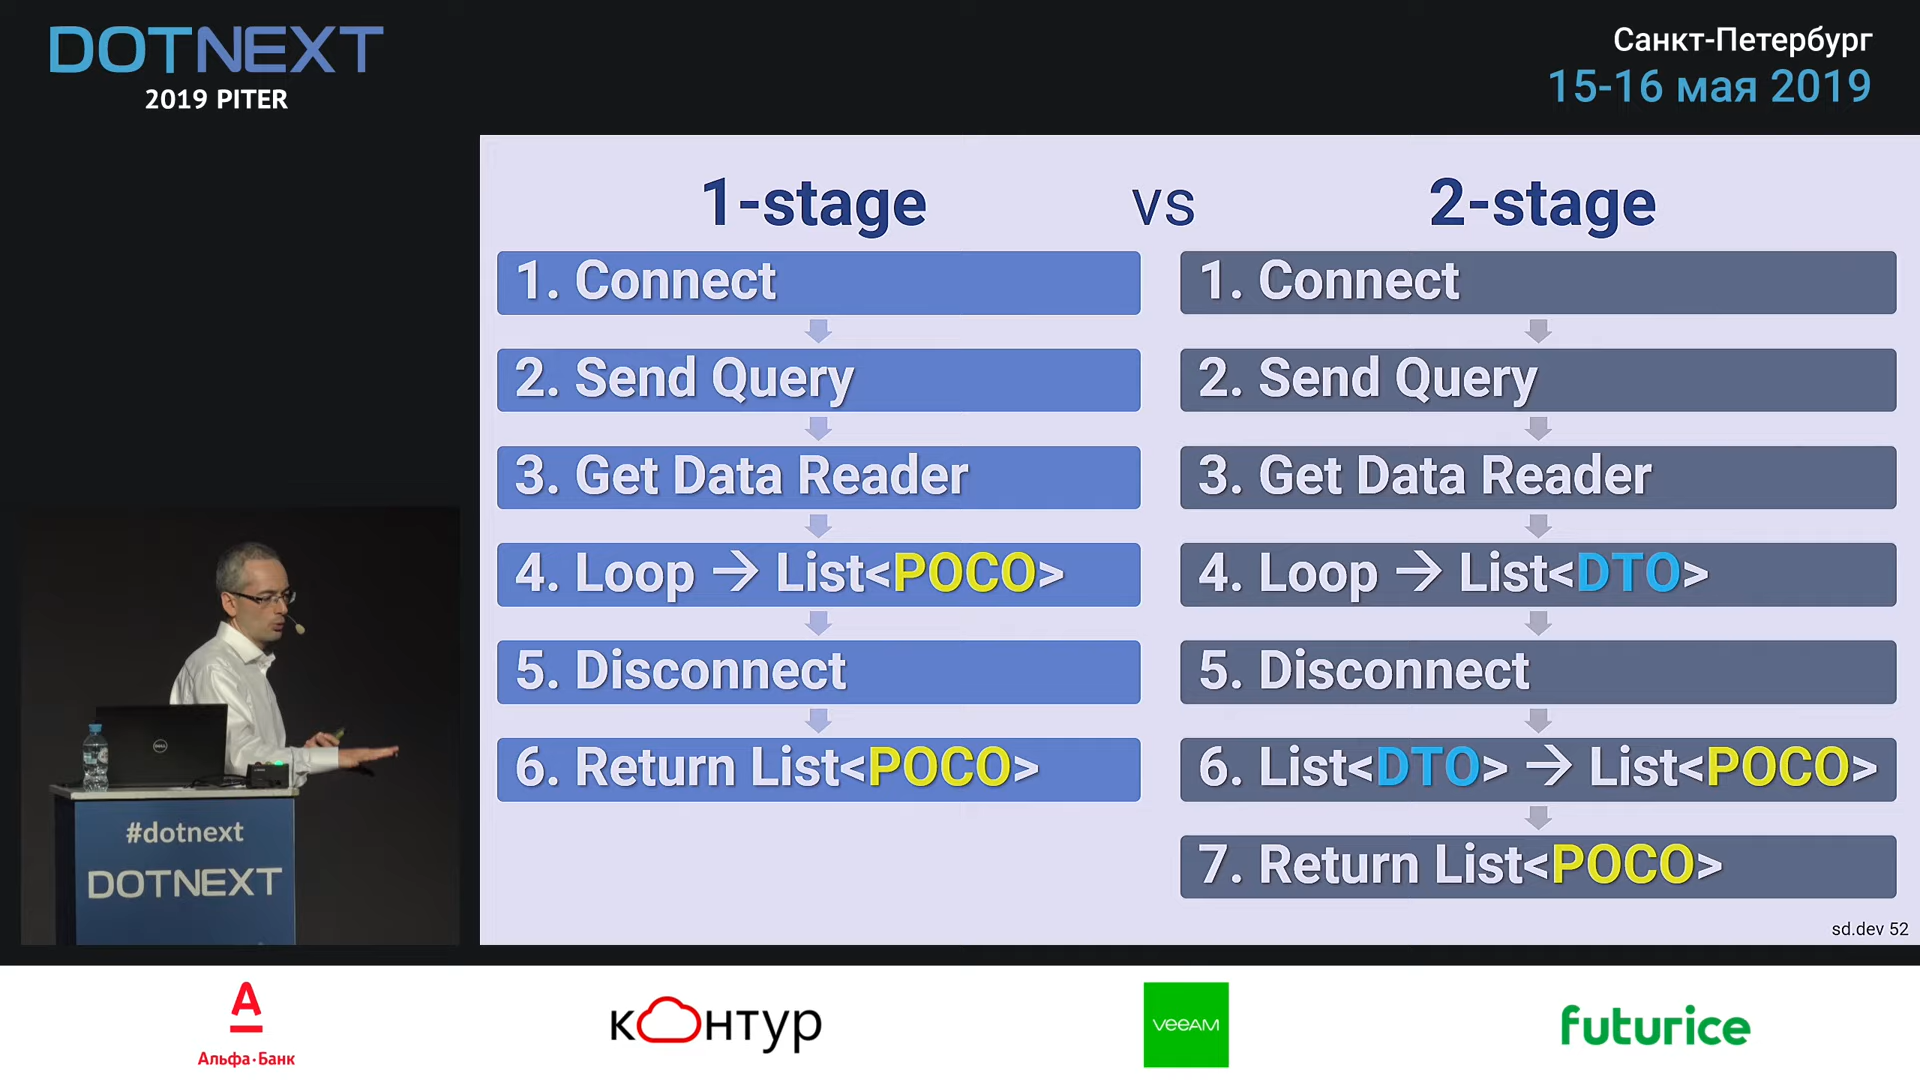 DOTNEXT
2019 PITER
Санкт-Петербург
15-16 мая 2019
1-stage vs 2-stage
1. Connect
2. Send Query
3. Get Data Reader
4. Loop → List<POCO>
5. Disconnect
6. Return List<POCO>
1. Connect
2. Send Query
3. Get Data Reader
4. Loop → List<DTO>
5. Disconnect
6. List<DTO> → List<POCO>
7. Return List<POCO>
sd.dev 52
DELL
#dotnext
DOTNEXT
А
Альфа·Банк
контур
veeam
futurice